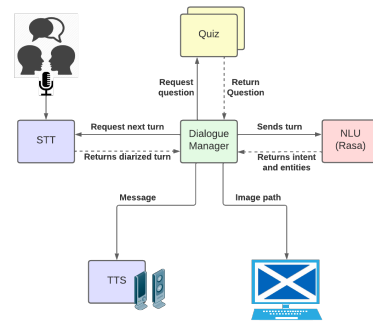 Quiz
Request
question
Return
Question
STT
Request next turn
Returns diarized turn
Dialogue
Manager
Sends turn
Returns intent
and entities
NLU
(Rasa)
Message
Image path
TTS